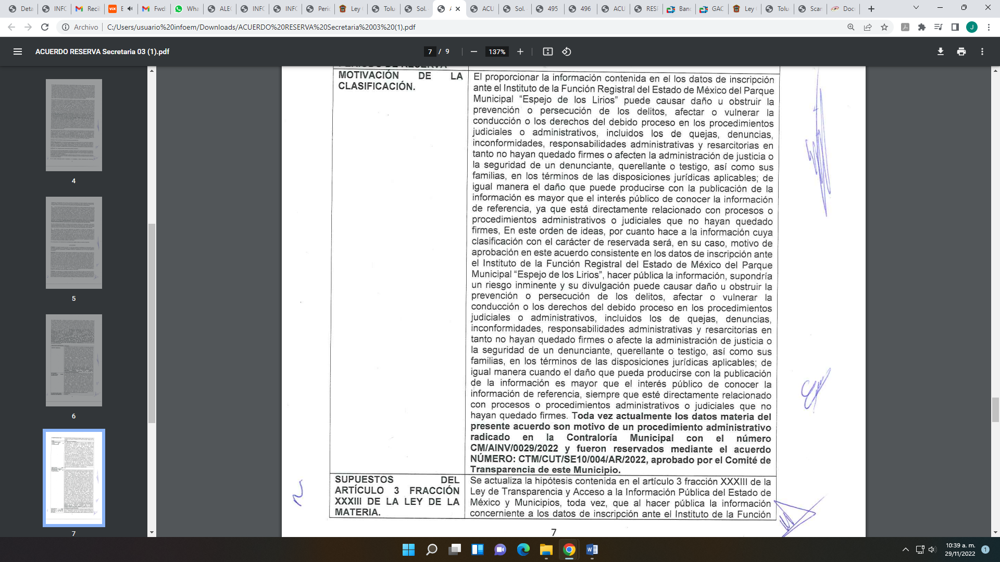 Deta
INFO
Recil
E
Fwd.
Wha
ALEC
INFC
INFC
Peric
Ley
Tolu
Sol.
A
ACU
Sol.
495
496
ACU
RESI
Banc
GAC
Ley
Tolu
Scar
Doc
Archivo
C:/Users/usuario%20infoem/Downloads/ACUERDO%20RESERVA%20Secretaria%2003%20(1).pdf
ACUERDO RESERVA Secretaria 03 (1).pdf
7 / 9
137%
4
5
6
7
PERIODO DE RESERVA
MOTIVACIÓN DE LA
CLASIFICACIÓN.
El proporcionar la información contenida en el los datos de inscripción
ante el Instituto de la Función Registral del Estado de México del Parque
Municipal “Espejo de los Lirios” puede causar daño u obstruir la
prevención o persecución de los delitos, afectar o vulnerar la
conducción o los derechos del debido proceso en los procedimientos
judiciales o administrativos, incluidos los de quejas, denuncias,
inconformidades, responsabilidades administrativas y resarcitorias en
tanto no hayan quedado firmes o afecten la administración de justicia o
la seguridad de un denunciante, querellante o testigo, así como sus
familias, en los términos de las disposiciones jurídicas aplicables; de
igual manera el daño que puede producirse con la publicación de la
información es mayor que el interés público de conocer la información
de referencia, ya que está directamente relacionado con procesos o
procedimientos administrativos o judiciales que no hayan quedado
firmes, En este orden de ideas, por cuanto hace a la información cuya
clasificación con el carácter de reservada será, en su caso, motivo de
aprobación en este acuerdo consistente en los datos de inscripción ante
el Instituto de la Función Registral del Estado de México del Parque
Municipal “Espejo de los Lirios”, hacer pública la información, supondría
un riesgo inminente y su divulgación puede causar daño u obstruir la
prevención o persecución de los delitos, afectar o vulnerar la
conducción o los derechos del debido proceso en los procedimientos
judiciales o administrativos, incluidos los de quejas, denuncias,
inconformidades, responsabilidades administrativas y resarcitorias en
tanto no hayan quedado firmes o afecte la administración de justicia o
la seguridad de un denunciante, querellante o testigo, así como sus
familias, en los términos de las disposiciones jurídicas aplicables; de
igual manera cuando el daño que pueda producirse con la publicación
de la información es mayor que el interés público de conocer la
información de referencia, siempre que esté directamente relacionado
con procesos o procedimientos administrativos o judiciales que no
hayan quedado firmes. Toda vez actualmente los datos materia del
presente acuerdo son motivo de un procedimiento administrativo
radicado en la Contraloría Municipal con el número
CM/AINV/0029/2022 y fueron reservados mediante el acuerdo
NÚMERO: CTM/CUT/SE10/004/AR/2022, aprobado por el Comité de
Transparencia de este Municipio.
SUPUESTOS DEL
ARTÍCULO 3 FRACCIÓN
XXXIII DE LA LEY DE LA
MATERIA.
Se actualiza la hipótesis contenida en el artículo 3 fracción XXXIII de la
Ley de Transparencia y Acceso a la Información Pública del Estado de
México y Municipios, toda vez, que al hacer pública la información
concerniente a los datos de inscripción ante el Instituto de la Función
7
10:39 a. m.
29/11/2022
1